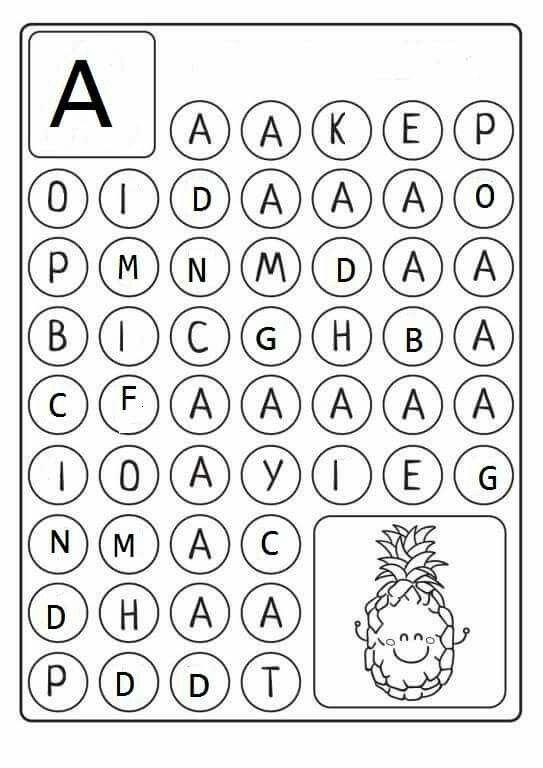 A
A A K E P
O I D A A A O
P M N M D A A
B I C G H B A
C F A A A A A
I O A Y I E G
N M A C
D H A A
P D D T